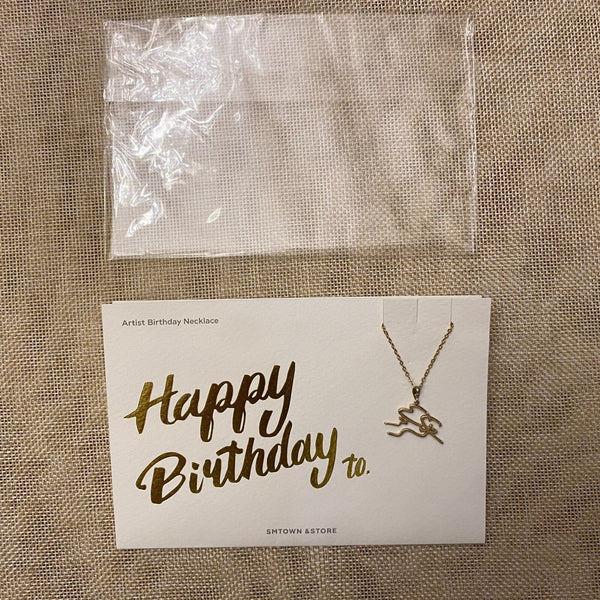 Artist Birthday Necklace
Happy
Birthday to.
SMTOWN &STORE